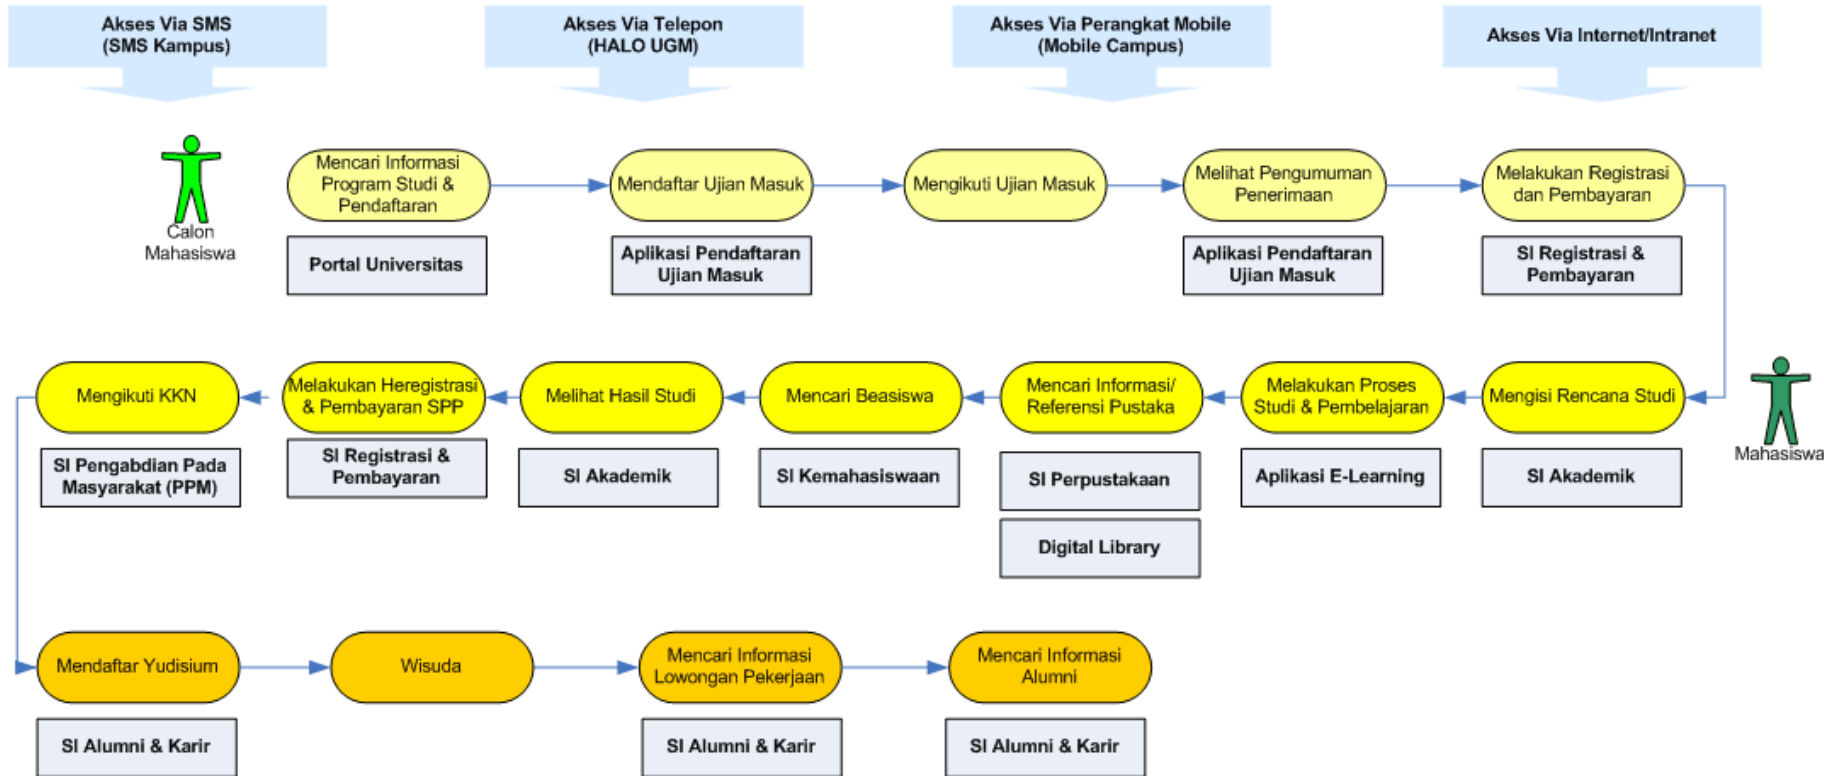 Akses Via SMS
(SMS Kampus)
Akses Via Telepon
(HALO UGM)
Akses Via Perangkat Mobile
(Mobile Campus)
Akses Via Internet/Intranet
Calon
Mahasiswa
Mencari Informasi
Program Studi &
Pendaftaran
Mendaftar Ujian Masuk
Mengikuti Ujian Masuk
Melihat Pengumuman
Penerimaan
Melakukan Registrasi
dan Pembayaran
Portal Universitas
Aplikasi Pendaftaran
Ujian Masuk
Aplikasi Pendaftaran
Ujian Masuk
SI Registrasi &
Pembayaran
Mengikuti KKN
Melakukan Heregistrasi
& Pembayaran SPP
Melihat Hasil Studi
Mencari Beasiswa
Mencari Informasi/
Referensi Pustaka
Melakukan Proses
Studi & Pembelajaran
Mengisi Rencana Studi
Mahasiswa
SI Pengabdian Pada
Masyarakat (PPM)
SI Registrasi &
Pembayaran
SI Akademik
SI Kemahasiswaan
SI Perpustakaan
Aplikasi E-Learning
SI Akademik
Digital Library
Mendaftar Yudisium
Wisuda
Mencari Informasi
Lowongan Pekerjaan
Mencari Informasi
Alumni
SI Alumni & Karir
SI Alumni & Karir
SI Alumni & Karir